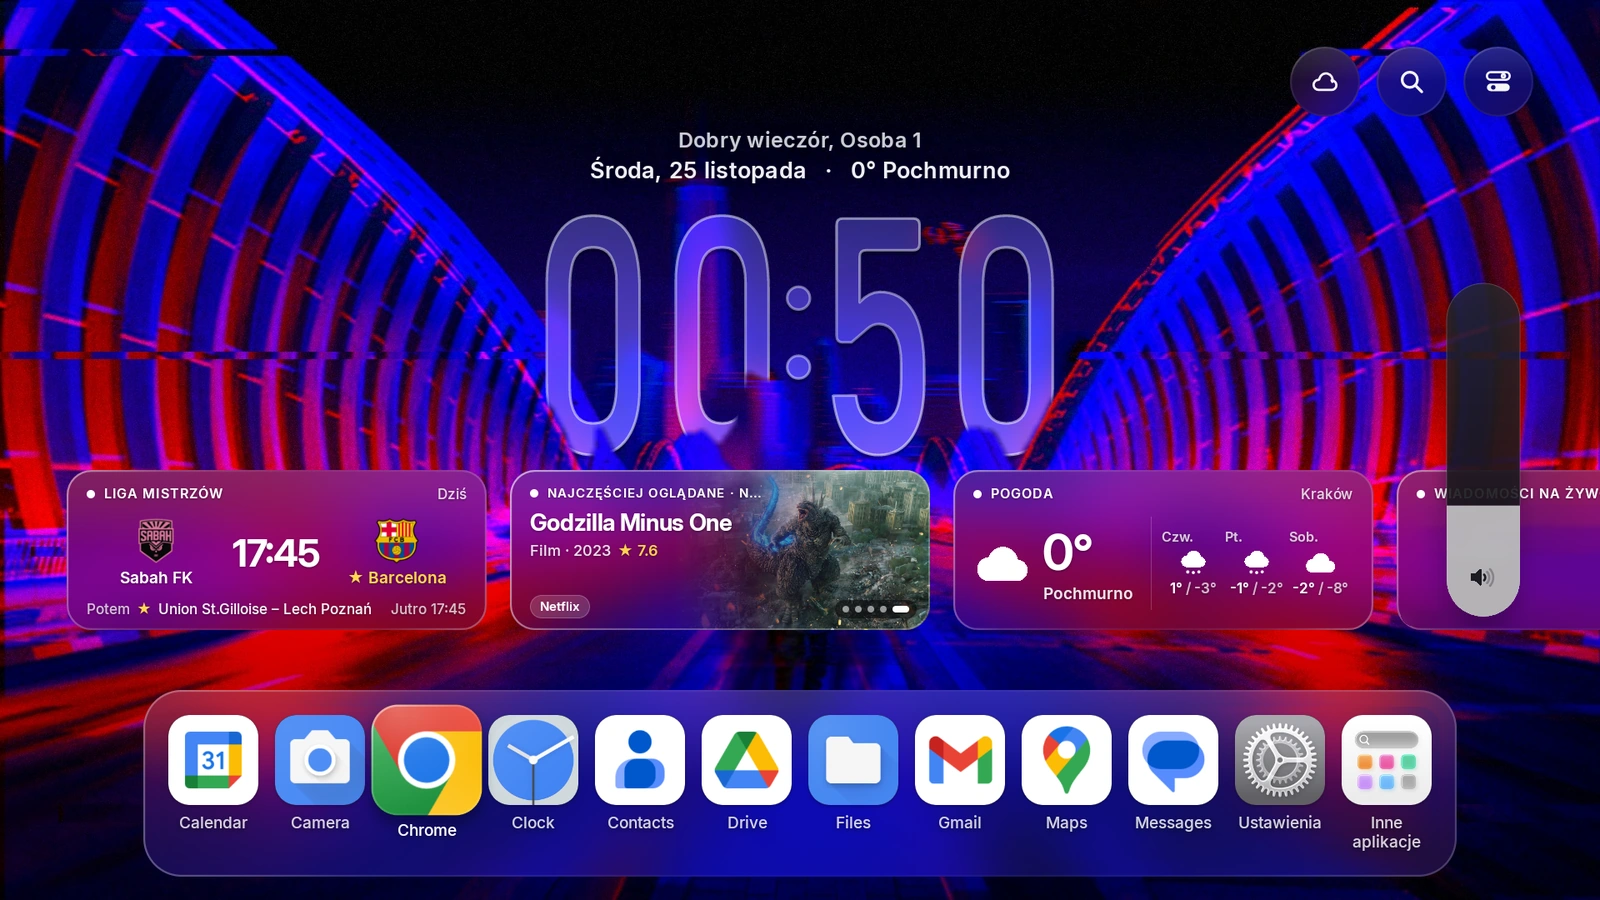 Dobry wieczór, Osoba 1
Środa, 25 listopada · 0° Pochmurno
00:50
LIGA MISTRZÓW Dziś
SABAH
17:45
Sabah FK ★ Barcelona
Potem ★ Union St.Gilloise – Lech Poznań Jutro 17:45
NAJCZĘŚCIEJ OGLĄDANE · N...
Godzilla Minus One
Film · 2023 ★ 7.6
Netflix
POGODA Kraków
0°
Pochmurno
Czw. Pt. Sob.
1° / -3° -1° / -2° -2° / -8°
WIADOMOŚCI NA ŻYW
31
Calendar
Camera
Chrome
Clock
Contacts
Drive
Files
Gmail
Maps
Messages
Ustawienia
Inne
aplikacje